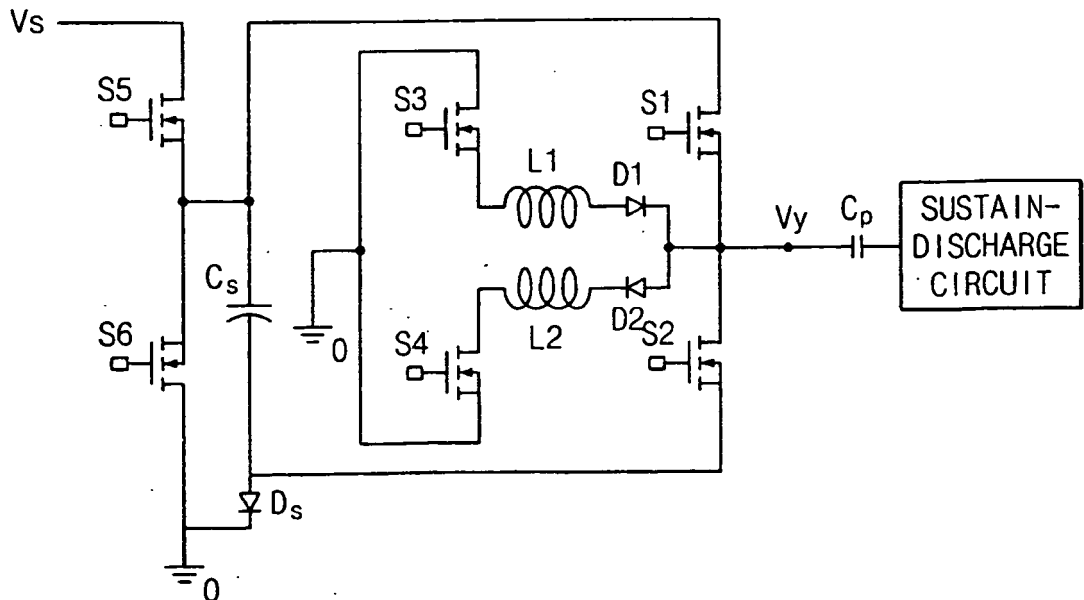 Vs
S5
S3
S1
L1
D1
Vy
Cp
SUSTAIN-
DISCHARGE
CIRCUIT
Cs
L2
D2
S2
S6
S4
0
Ds
0